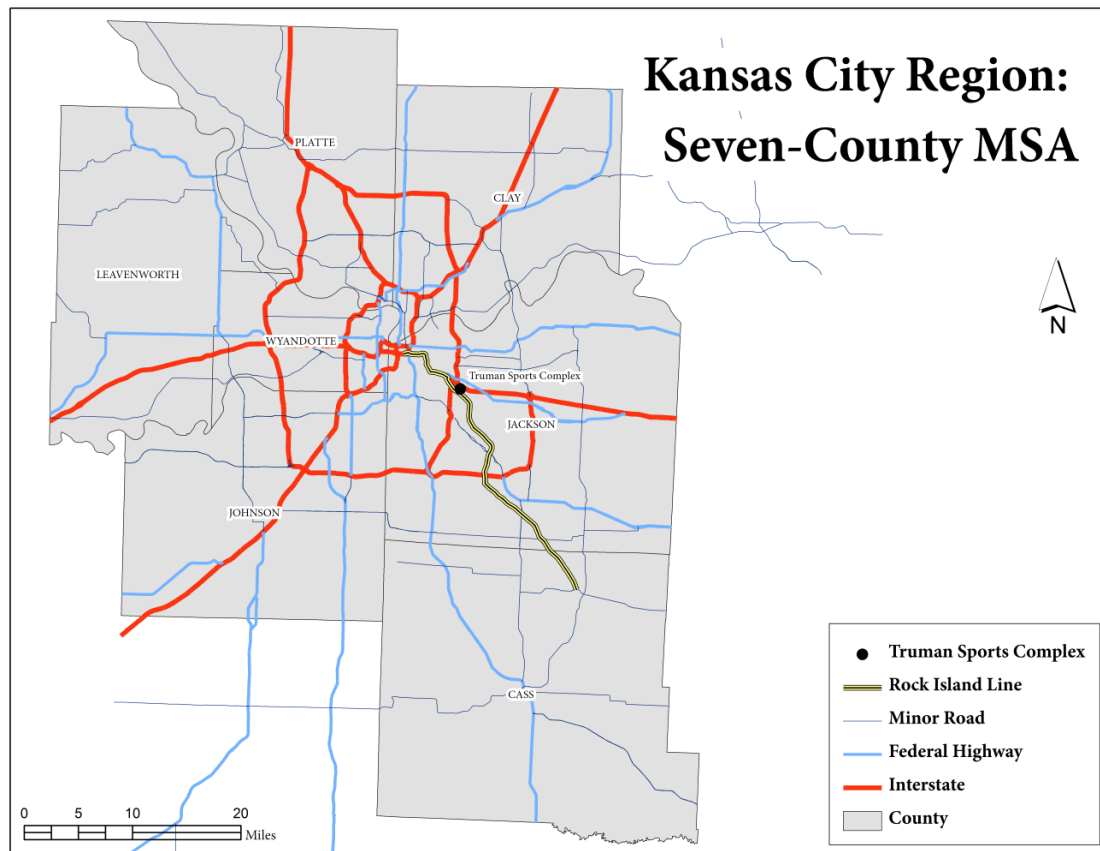 Kansas City Region:
Seven-County MSA
PLATTE
CLAY
LEAVENWORTH
WYANDOTTE
Truman Sports Complex
JACKSON
JOHNSON
CASS
N
Truman Sports Complex
Rock Island Line
Minor Road
Federal Highway
Interstate
County
0 5 10 20
Miles